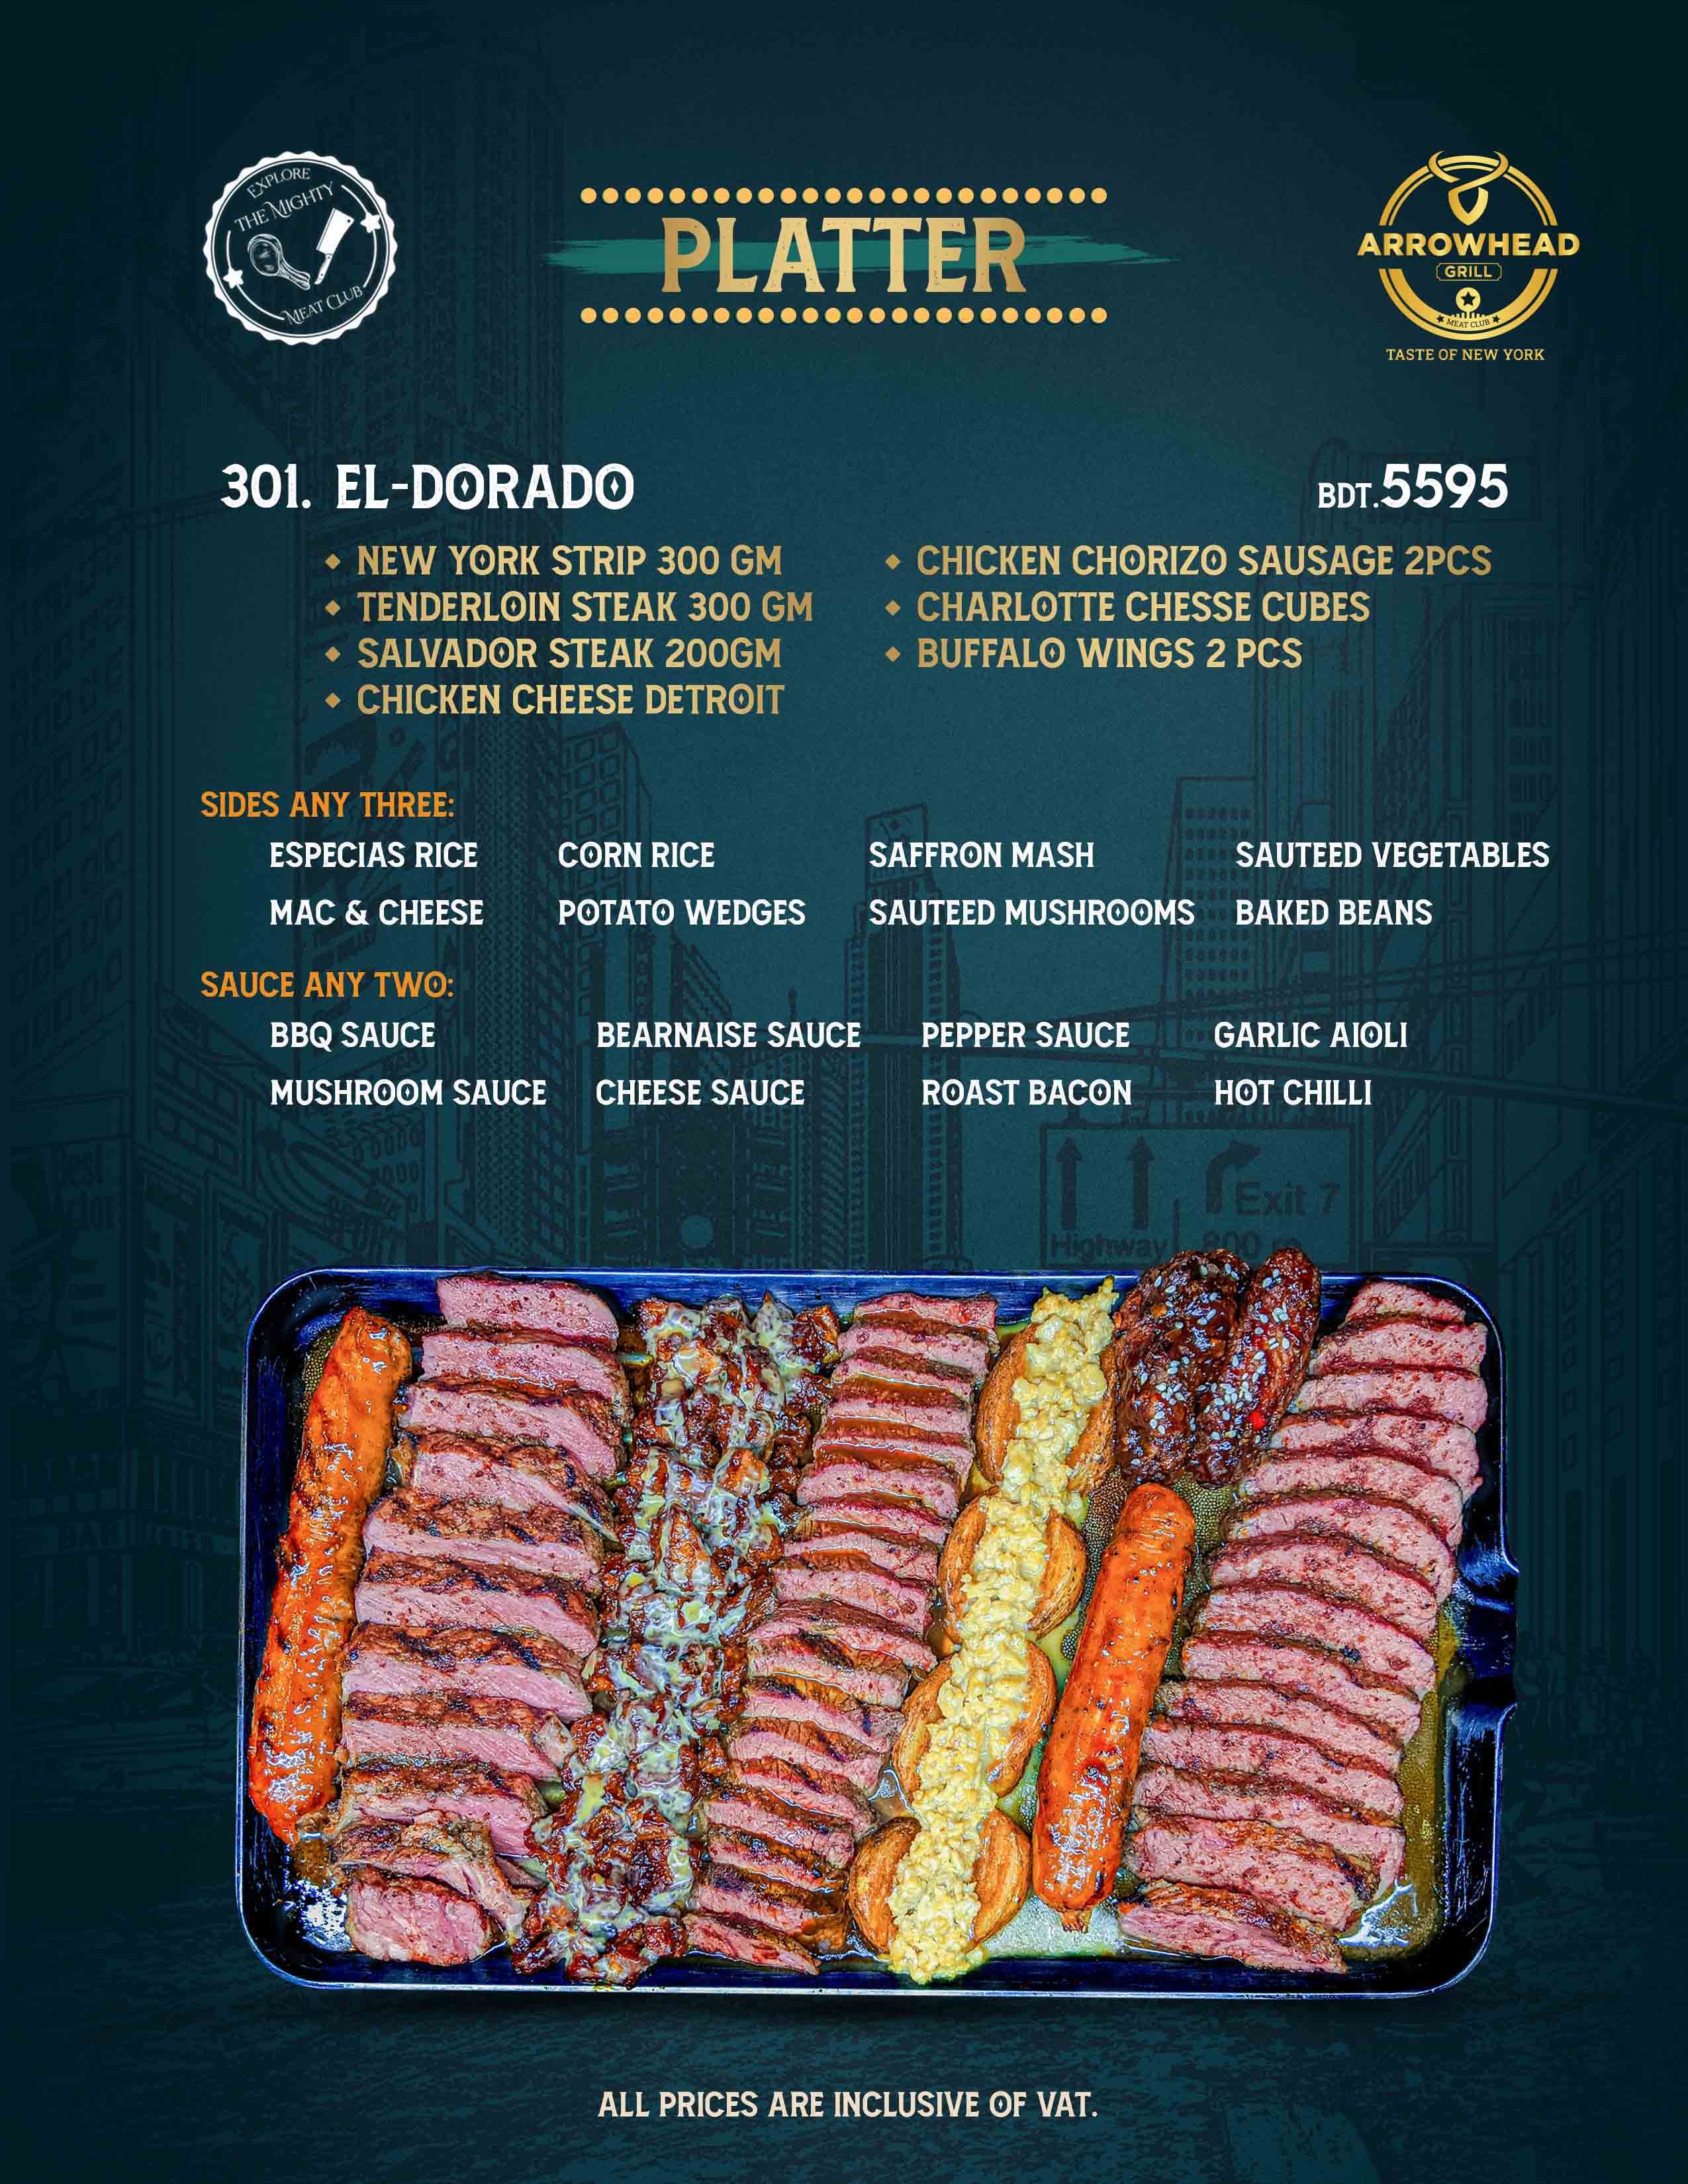 EXPLORE
THE MIGHTY
MEAT CLUB
PLATTER
ARROWHEAD
GRILL
MEAT CLUB
TASTE OF NEW YORK
301. EL-DORADO BDT.5595
NEW YORK STRIP 300 GM
TENDERLOIN STEAK 300 GM
SALVADOR STEAK 200GM
CHICKEN CHEESE DETROIT
CHICKEN CHORIZO SAUSAGE 2PCS
CHARLOTTE CHESSE CUBES
BUFFALO WINGS 2 PCS
SIDES ANY THREE:
ESPECIAS RICE CORN RICE SAFFRON MASH SAUTEED VEGETABLES
MAC & CHEESE POTATO WEDGES SAUTEED MUSHROOMS BAKED BEANS
SAUCE ANY TWO:
BBQ SAUCE BEARNAISE SAUCE PEPPER SAUCE GARLIC AIOLI
MUSHROOM SAUCE CHEESE SAUCE ROAST BACON HOT CHILLI
Exit 7
Highway 800 m
ALL PRICES ARE INCLUSIVE OF VAT.